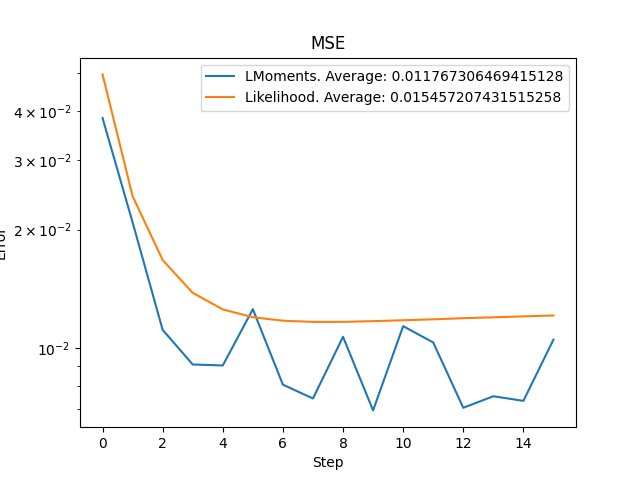 MSE
LMoments. Average: 0.011767306469415128
Likelihood. Average: 0.015457207431515258
4 × 10⁻²
3 × 10⁻²
2 × 10⁻²
10⁻²
Error
0 2 4 6 8 10 12 14
Step